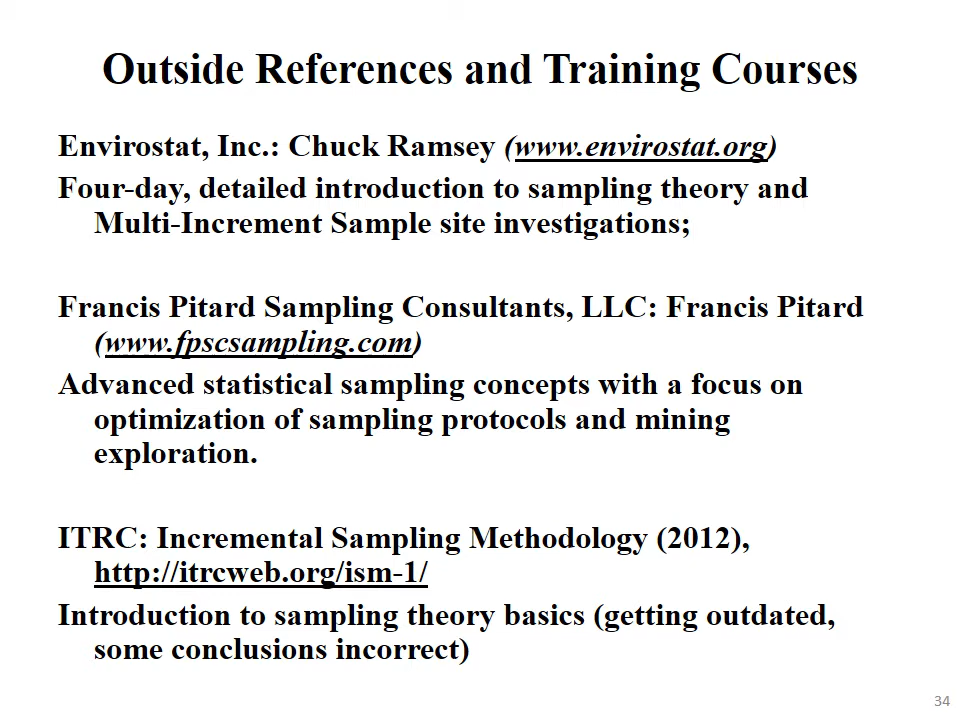 Outside References and Training Courses
Envirostat, Inc.: Chuck Ramsey (www.envirostat.org)
Four-day, detailed introduction to sampling theory and
Multi-Increment Sample site investigations;
Francis Pitard Sampling Consultants, LLC: Francis Pitard
(www.fpscsampling.com)
Advanced statistical sampling concepts with a focus on
optimization of sampling protocols and mining
exploration.
ITRC: Incremental Sampling Methodology (2012),
http://itrcweb.org/ism-1/
Introduction to sampling theory basics (getting outdated,
some conclusions incorrect)
34